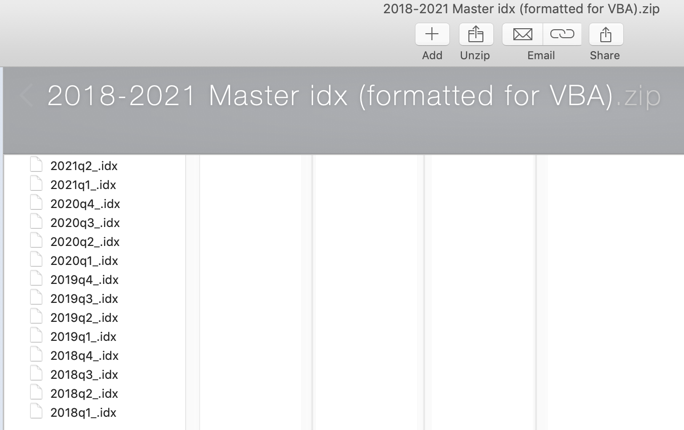 2018-2021 Master idx (formatted for VBA).zip
Add Unzip Email Share
2018-2021 Master idx (formatted for VBA).zip
2021q2_.idx
2021q1_.idx
2020q4_.idx
2020q3_.idx
2020q2_.idx
2020q1_.idx
2019q4_.idx
2019q3_.idx
2019q2_.idx
2019q1_.idx
2018q4_.idx
2018q3_.idx
2018q2_.idx
2018q1_.idx